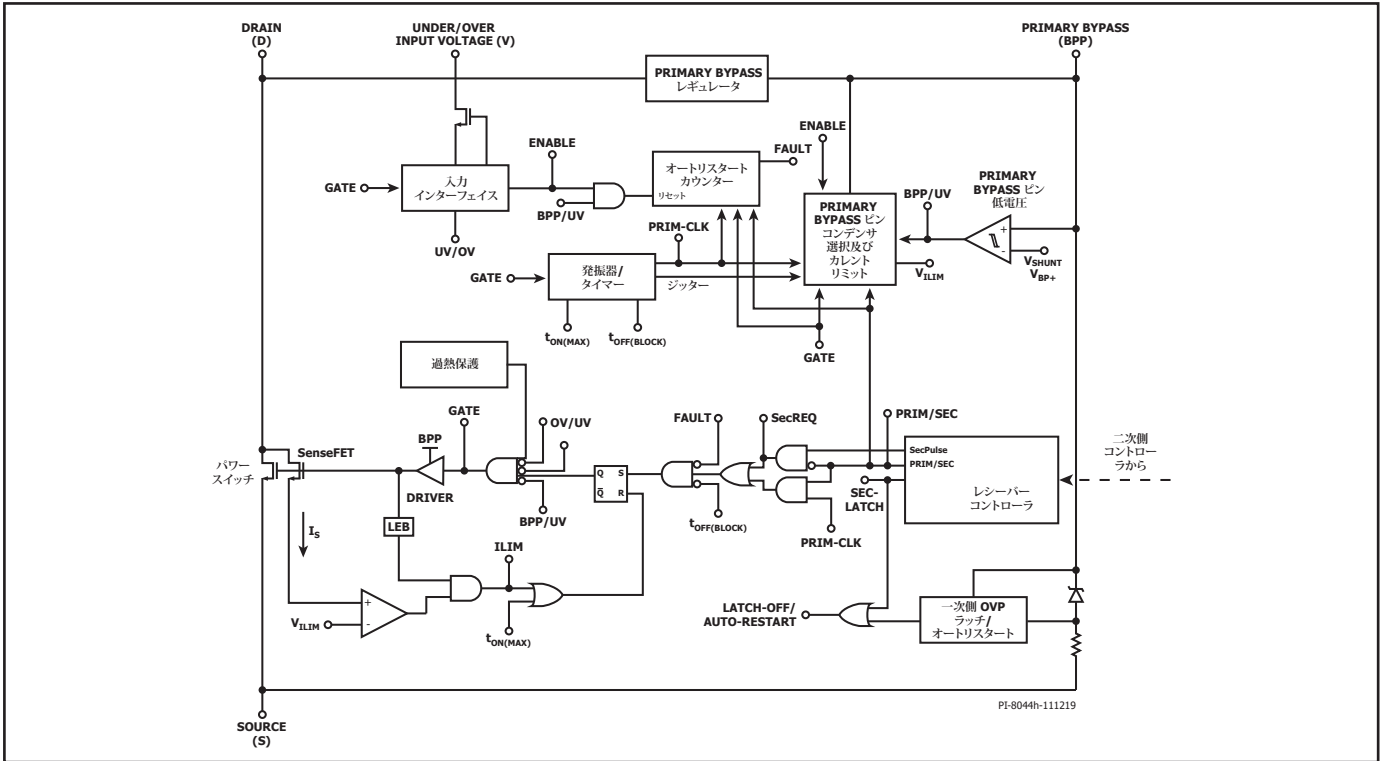 DRAIN
(D)
UNDER/OVER
INPUT VOLTAGE (V)
PRIMARY BYPASS
(BPP)
PRIMARY BYPASS
レギュレータ
ENABLE
FAULT
ENABLE
オートリスタート
カウンター
リセット
GATE
入力
インターフェイス
BPP/UV
UV/OV
PRIM-CLK
PRIMARY
BYPASS ピン
コンデンサ
選択及び
カレント
リミット
BPP/UV
PRIMARY
BYPASS ピン
低電圧
+
-
VSHUNT
VBP+
VILIM
GATE
発振器/
タイマー
ジッター
tON(MAX)
tOFF(BLOCK)
GATE
過熱保護
GATE
OV/UV
FAULT
SecREQ
PRIM/SEC
二次側
コントロー
ラから
SenseFET
パワー
スイッチ
BPP
DRIVER
BPP/UV
Q
S
Q̅
R
tOFF(BLOCK)
SecPulse
PRIM/SEC
SEC-
LATCH
レシーバー
コントローラ
PRIM-CLK
LEB
IS
ILIM
+
-
VILIM
tON(MAX)
LATCH-OFF/
AUTO-RESTART
一次側 OVP
ラッチ/
オートリスタート
SOURCE
(S)
PI-8044h-111219